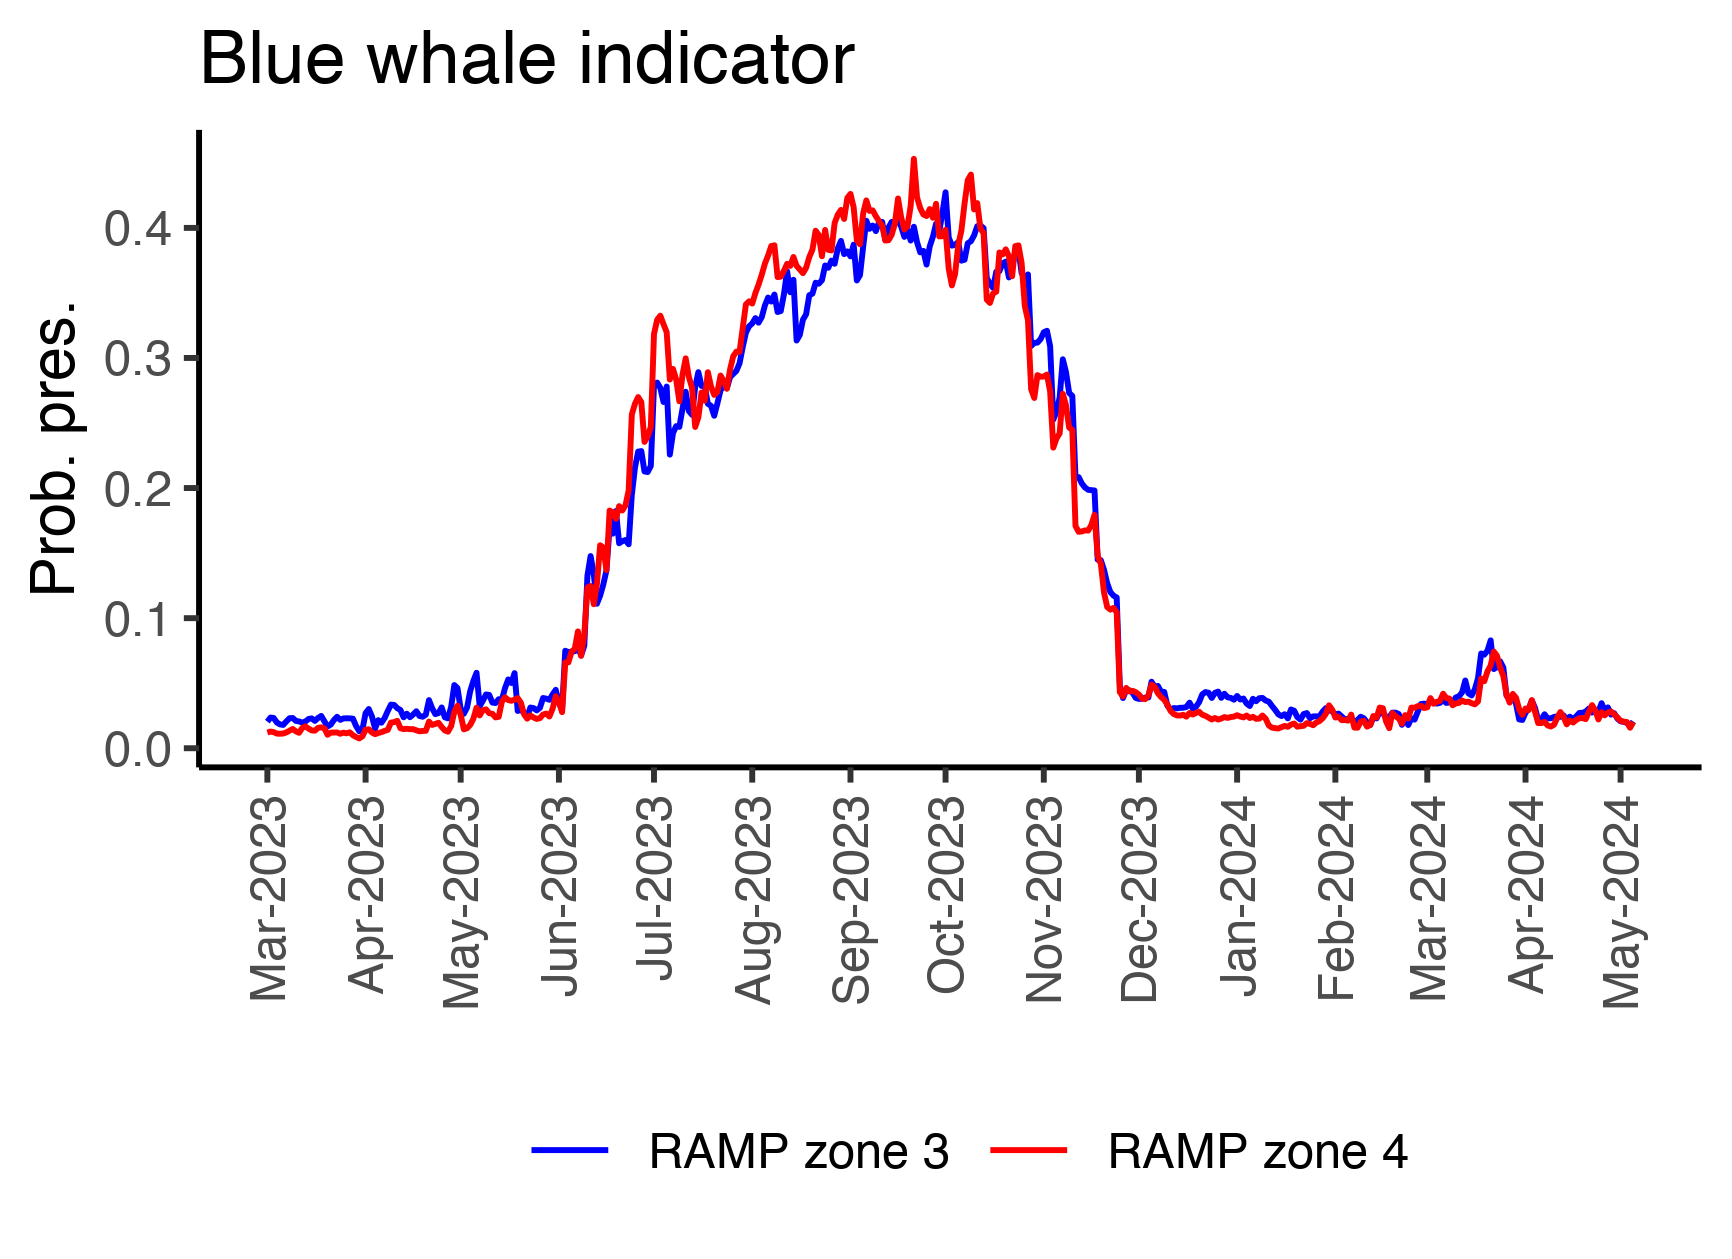 Blue whale indicator
Prob. pres.
0.4
0.3
0.2
0.1
0.0
Mar-2023
Apr-2023
May-2023
Jun-2023
Jul-2023
Aug-2023
Sep-2023
Oct-2023
Nov-2023
Dec-2023
Jan-2024
Feb-2024
Mar-2024
Apr-2024
May-2024
RAMP zone 3
RAMP zone 4